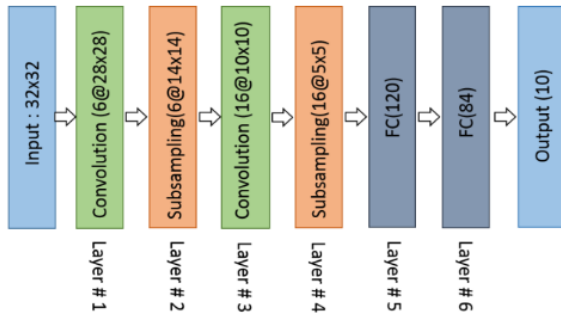 Input : 32x32
Convolution (6@28x28)
Subsampling(6@14x14)
Convolution (16@10x10)
Subsampling(16@5x5)
FC(120)
FC(84)
Output (10)
Layer # 1
Layer # 2
Layer # 3
Layer # 4
Layer # 5
Layer # 6